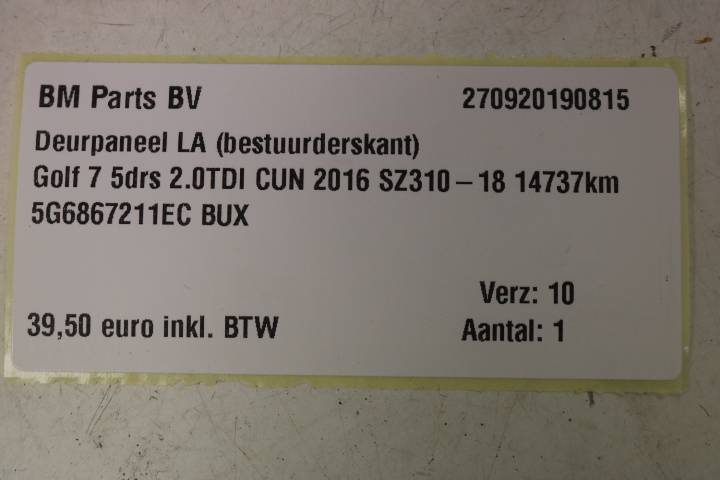 BM Parts BV 270920190815
Deurpaneel LA (bestuurderskant)
Golf 7 5drs 2.0TDI CUN 2016 SZ310 – 18 14737km
5G6867211EC BUX
Verz: 10
39,50 euro inkl. BTW Aantal: 1